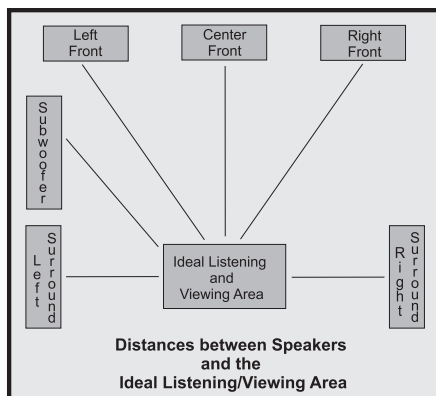 Left
Front
Center
Front
Right
Front
Subwoofer
Left
Surround
Ideal Listening
and
Viewing Area
Right
Surround
Distances between Speakers
and the
Ideal Listening/Viewing Area